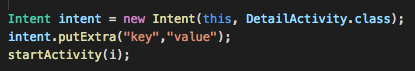 Intent intent = new Intent(this, DetailActivity.class);
intent.putExtra("key","value");
startActivity(i);